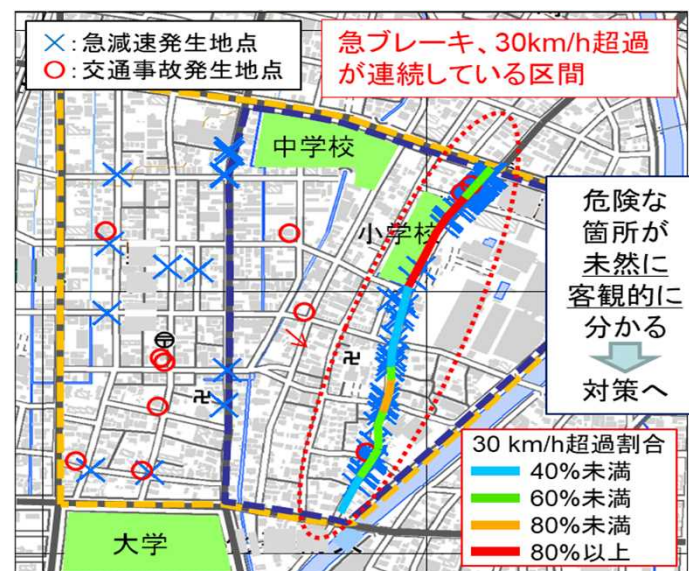 ×:急減速発生地点
○:交通事故発生地点
急ブレーキ、30km/h超過
が連続している区間
中学校
小学校
危険な
箇所が
未然に
客観的に
分かる
対策へ
30 km/h超過割合
40%未満
60%未満
80%未満
80%以上
大学